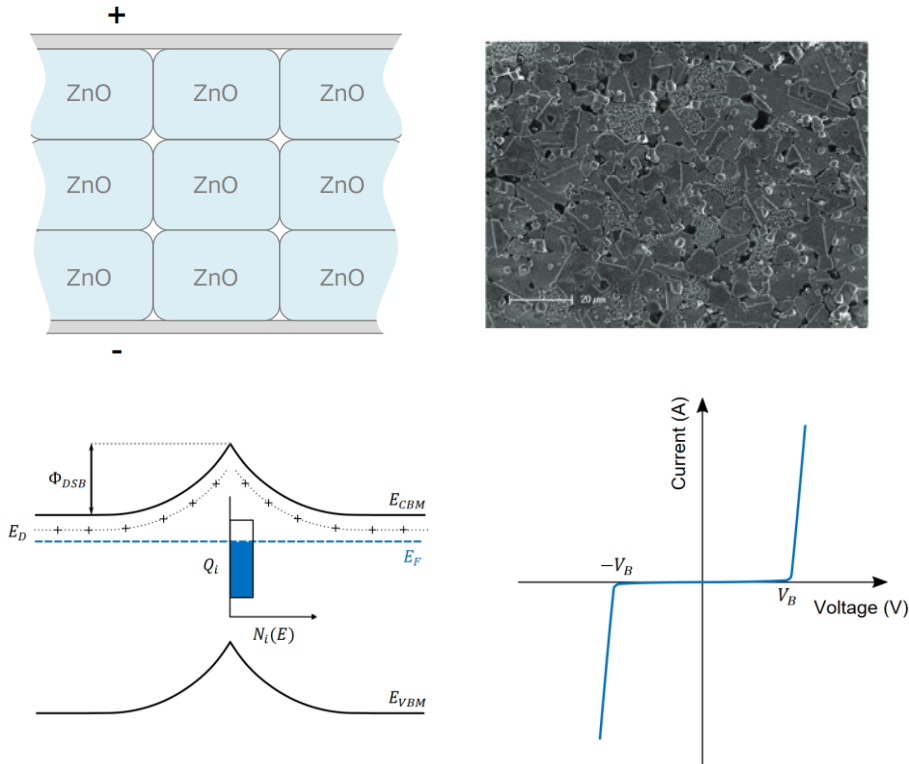 +
ZnO ZnO ZnO
ZnO ZnO ZnO
ZnO ZnO ZnO
-
20 µm
Φ_DSB
E_CBM
E_D
E_F
Q_i
N_i(E)
E_VBM
Current (A)
−V_B
V_B
Voltage (V)